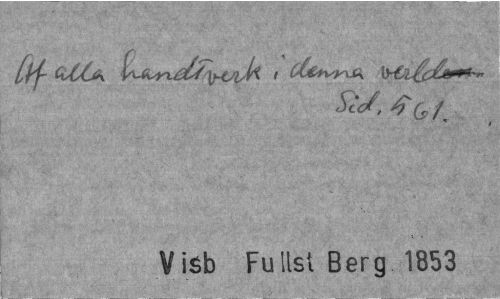 Af alla handtverk i denna verld
Sid. 561.
Visb Fullst Berg. 1853